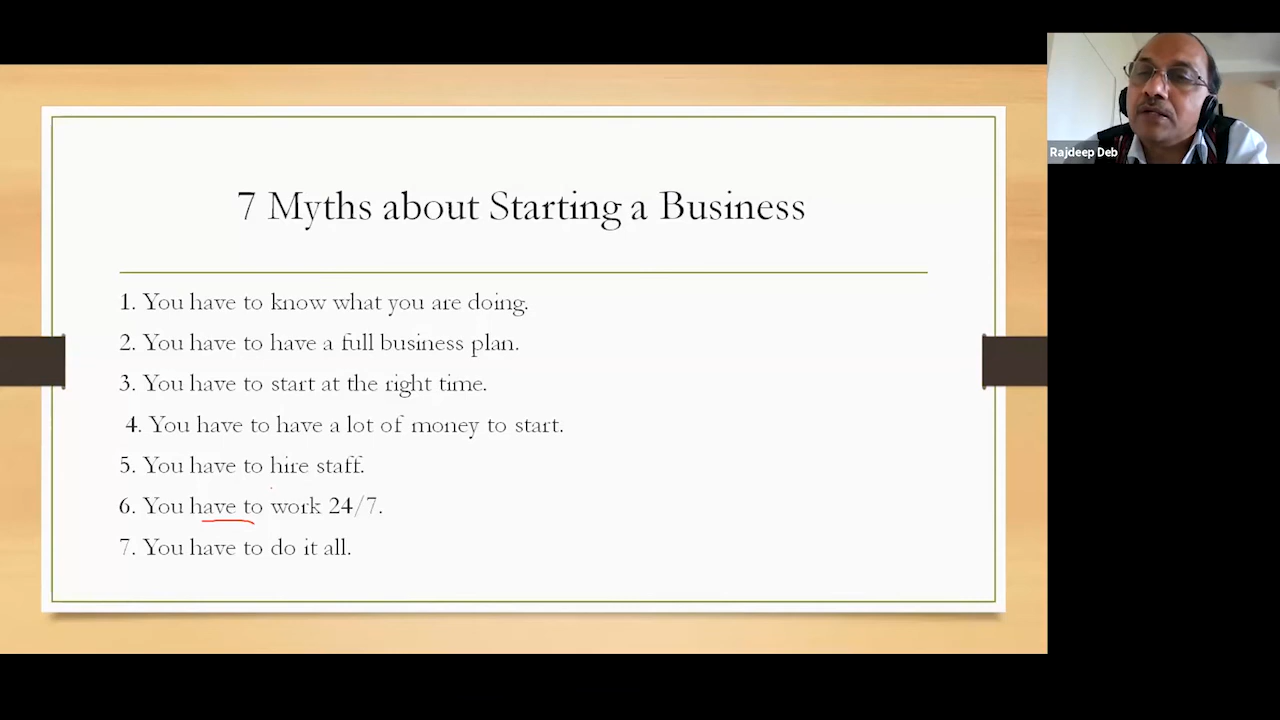 7 Myths about Starting a Business
1. You have to know what you are doing.
2. You have to have a full business plan.
3. You have to start at the right time.
4. You have to have a lot of money to start.
5. You have to hire staff.
6. You have to work 24/7.
7. You have to do it all.
Rajdeep Deb